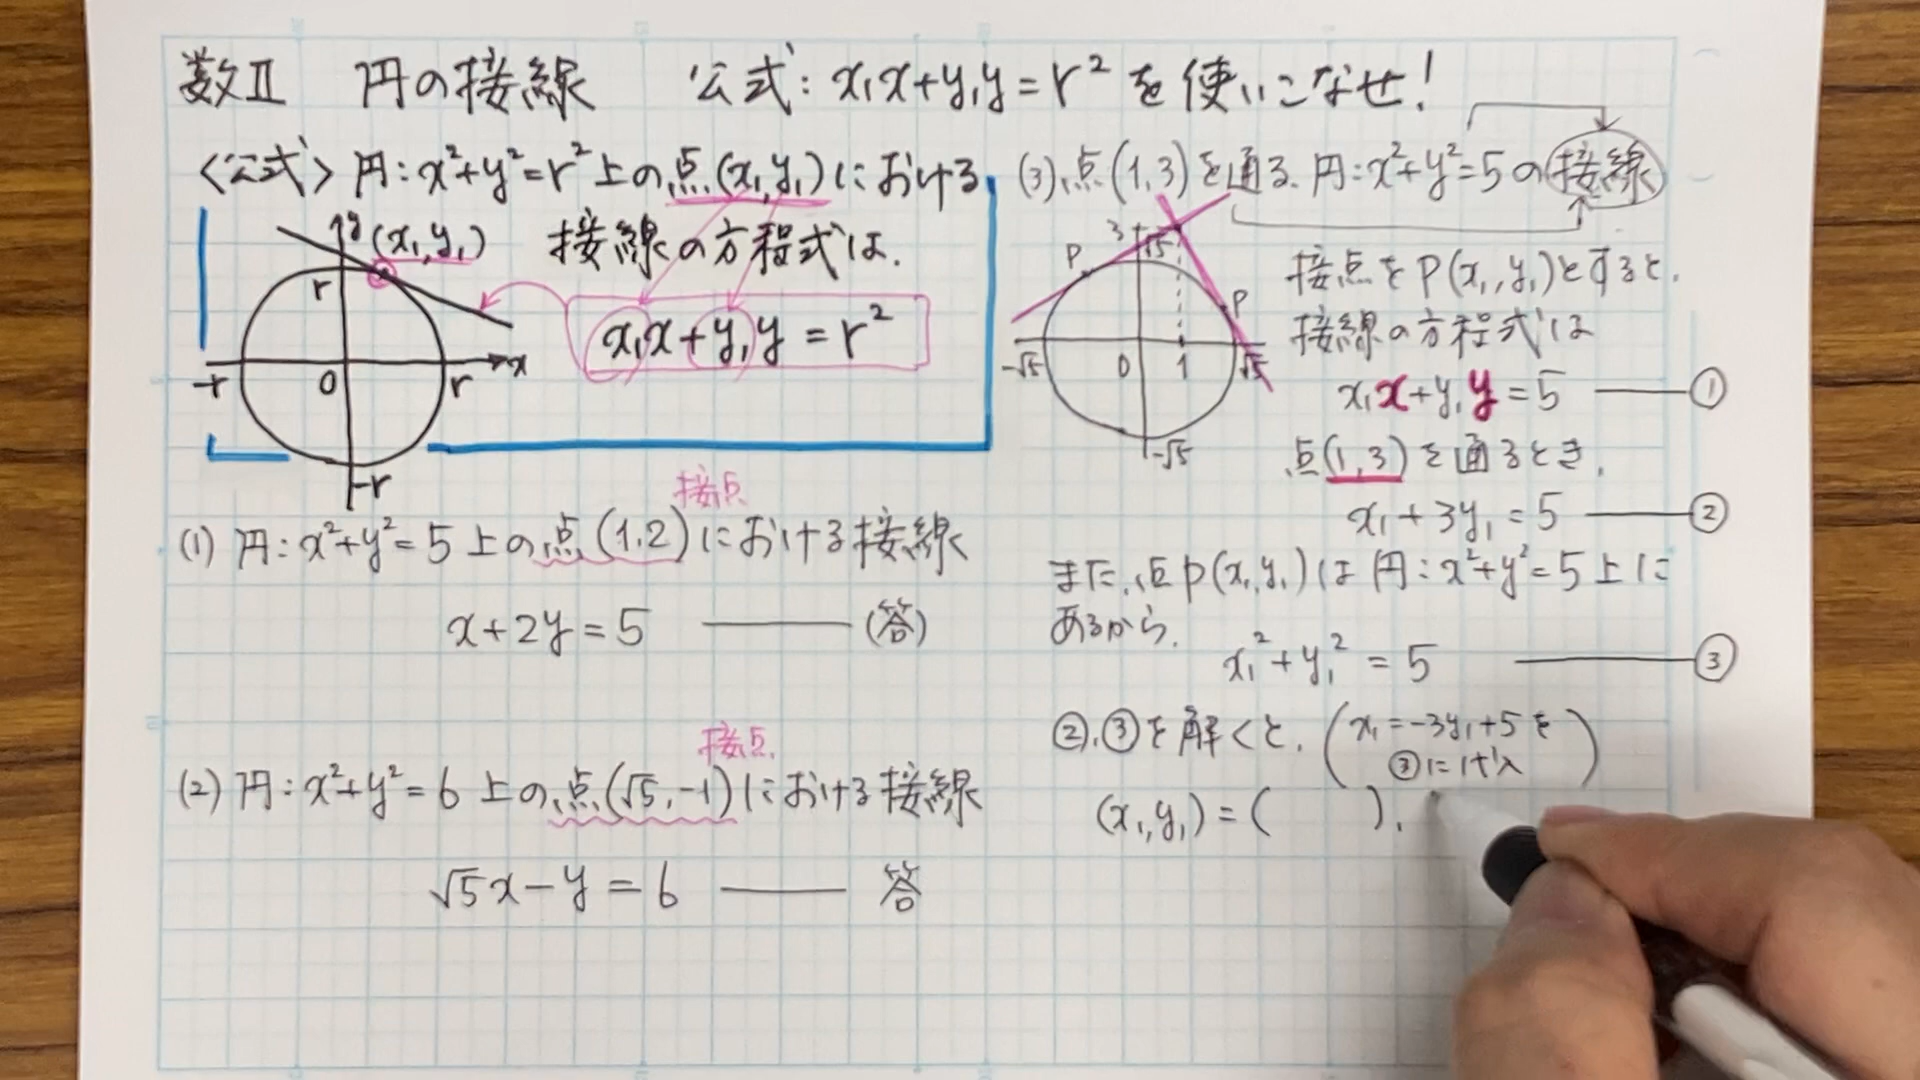 数Ⅱ 円の接線 公式: x₁x+y₁y=r² を使いこなせ!
<公式> 円: x²+y²=r² 上の点(x₁,y₁)における
接線の方程式は.
y
(x₁,y₁)
r
x₁x+y₁y=r²
-r O r x
-r
接点
(1) 円: x²+y²=5 上の点(1.2)における接線
x+2y=5 ——— (答)
接点.
(2) 円: x²+y²=6 上の点(√5,-1)における接線
√5x-y=6 ——— 答
(3) 点(1,3)を通る. 円: x²+y²=5 の接線
3 √5
P P
-√5 O 1 √5
-√5
接点をP(x₁,y₁)とすると.
接線の方程式は
x₁x+y₁y=5 ——— ①
点(1,3)を通るとき.
x₁+3y₁=5 ——— ②
また、点P(x₁,y₁)は円: x²+y²=5上に
あるから.
x₁²+y₁²=5 ——— ③
②.③を解くと. (x₁=-3y₁+5を
③に代入)
(x₁,y₁)=( ).